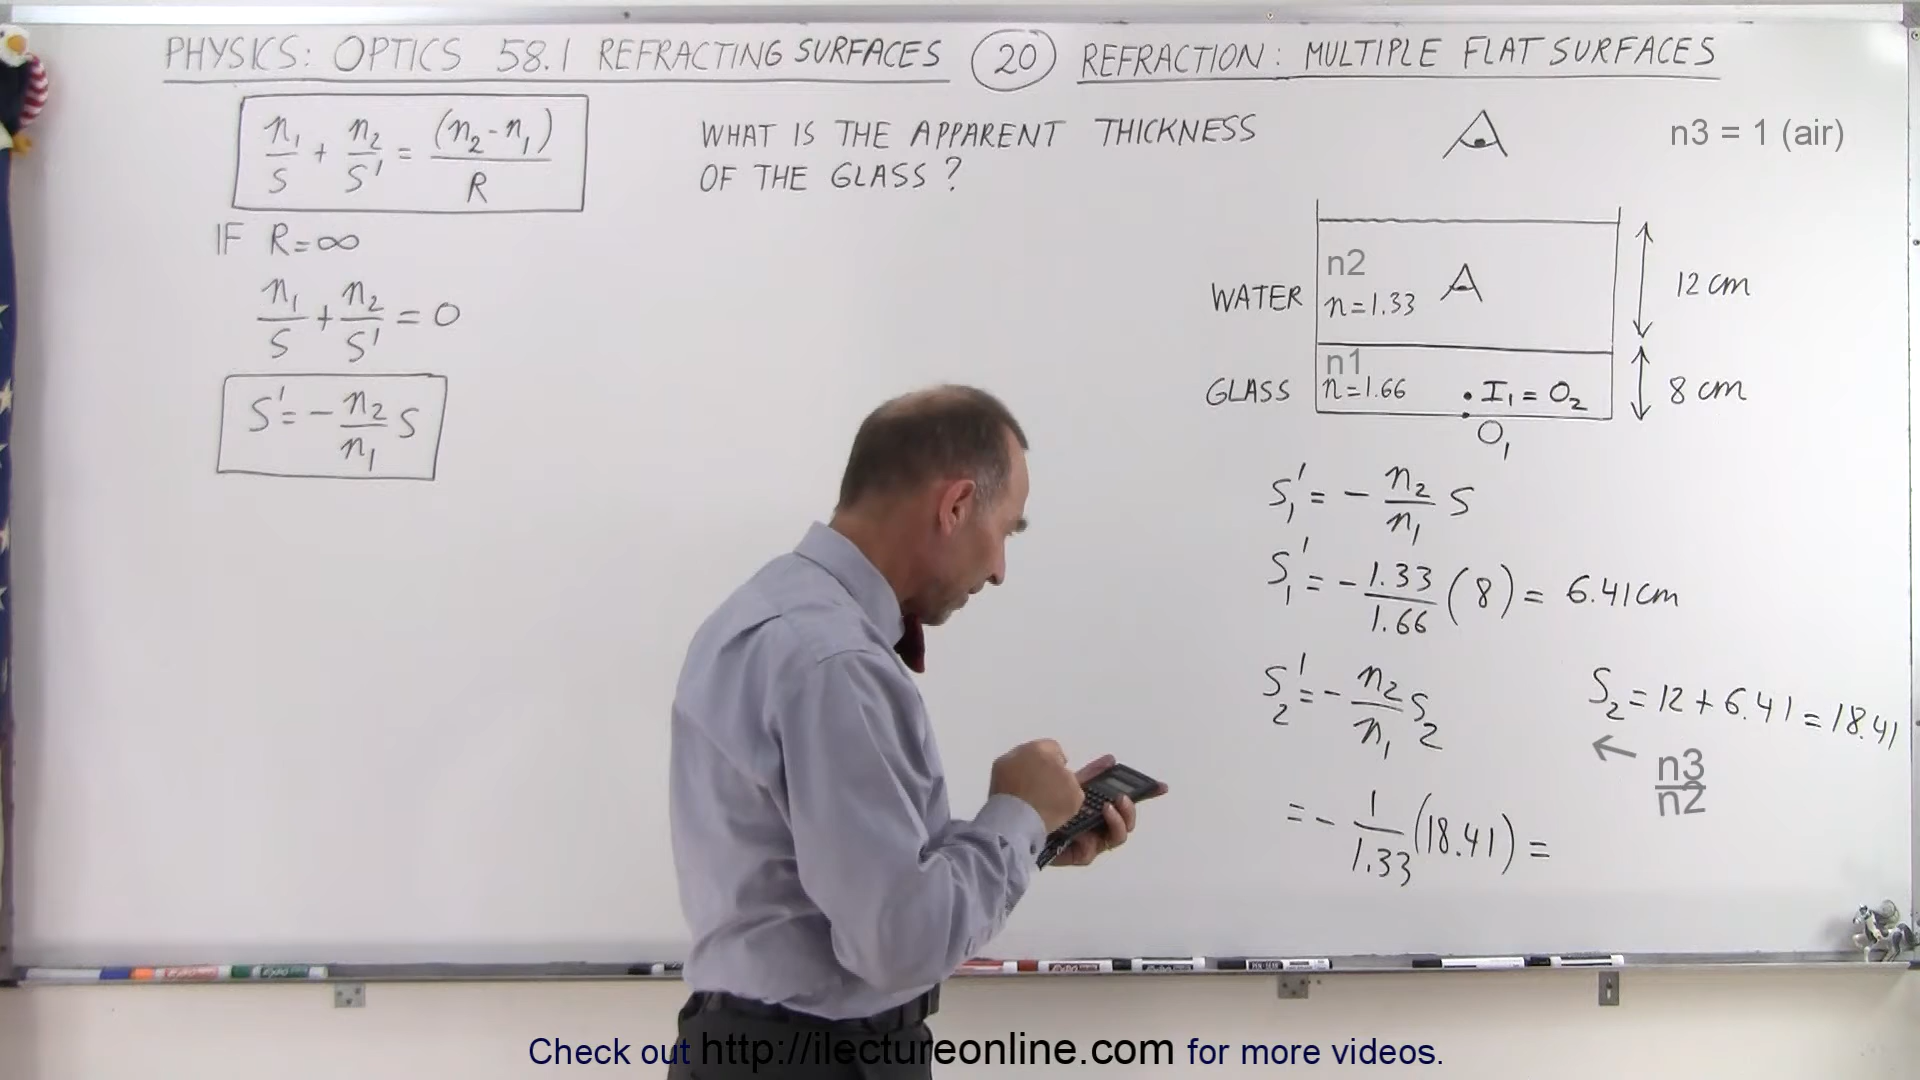 PHYSICS: OPTICS 58.1 REFRACTING SURFACES 20 REFRACTION: MULTIPLE FLAT SURFACES
n₁/S + n₂/S' = (n₂-n₁)/R
IF R=∞
n₁/S + n₂/S' = 0
S' = - n₂/n₁ S
WHAT IS THE APPARENT THICKNESS
OF THE GLASS?
n3 = 1 (air)
n2
WATER n=1.33
12 cm
n1
GLASS n=1.66 • I₁ = O₂ 8 cm
O₁
S₁' = - n₂/n₁ S
S₁' = - 1.33/1.66 (8) = 6.41cm
S₂' = - n₂/n₁ S₂
S₂ = 12 + 6.41 = 18.41
← n3/n2
= - 1/1.33 (18.41) =
Check out http://ilectureonline.com for more videos.